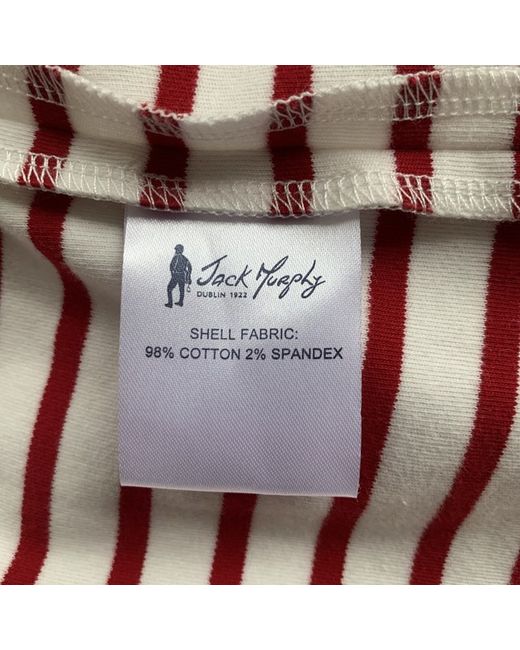 Jack Murphy
DUBLIN 1922
SHELL FABRIC:
98% COTTON 2% SPANDEX